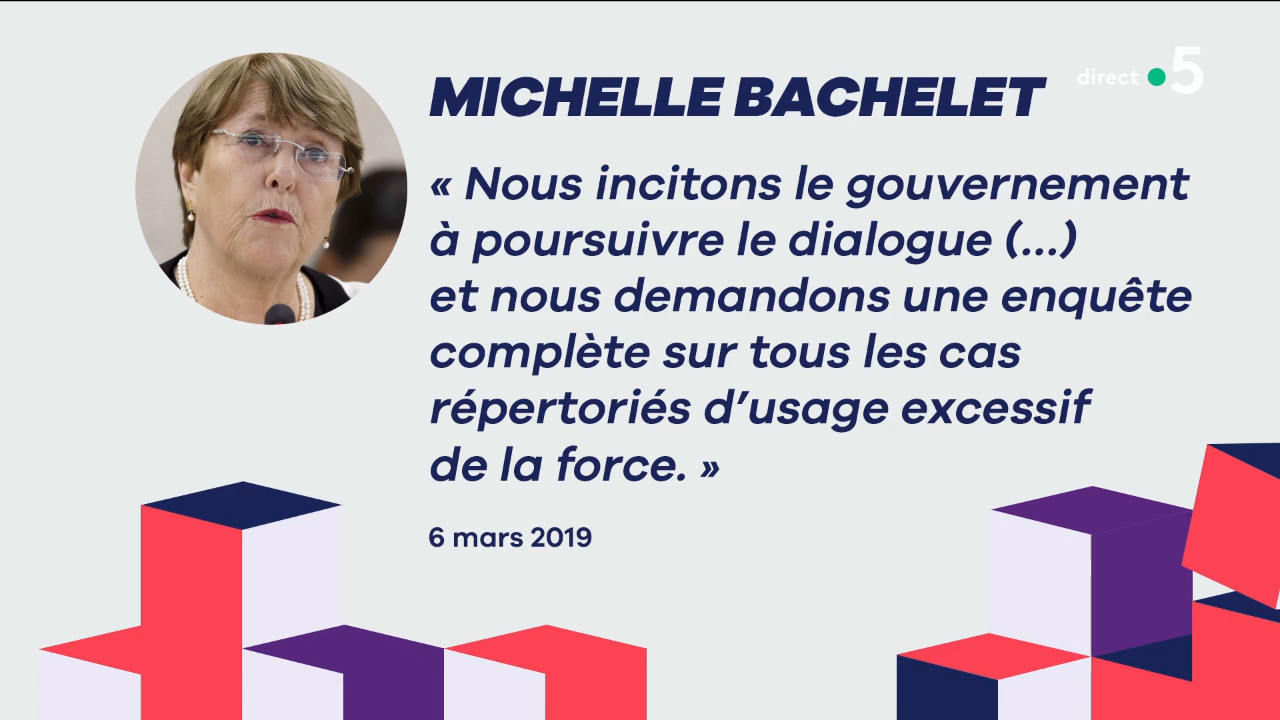 MICHELLE BACHELET
direct 5
« Nous incitons le gouvernement
à poursuivre le dialogue (...)
et nous demandons une enquête
complète sur tous les cas
répertoriés d’usage excessif
de la force. »
6 mars 2019